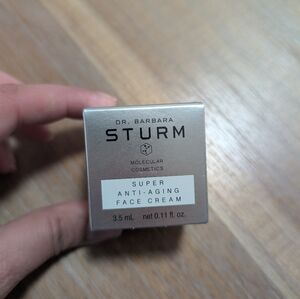 DR. BARBARA
STURM
MOLECULAR
COSMETICS
SUPER
ANTI-AGING
FACE CREAM
3.5 mL net 0.11 fl. oz.